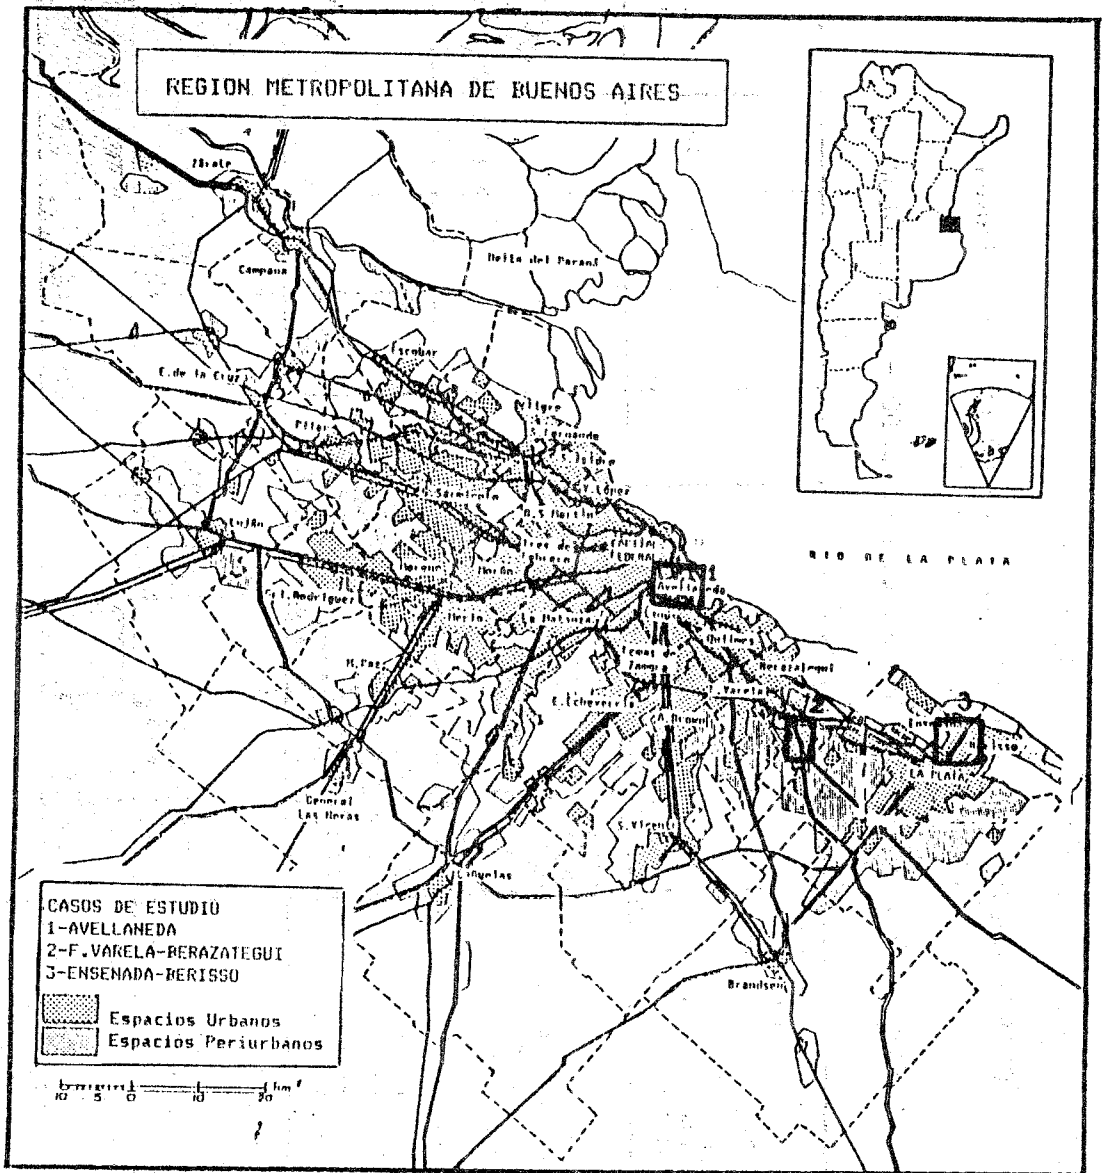 REGION METROPOLITANA DE BUENOS AIRES
Zárate
Campana
Delta del Paraná
Escobar
E. de la Cruz
Tigre
Pilar
Fernando
Isidro
V. López
Sarmiento
G. S Martín
Luján
Tres de
Febrero
CAPITAL
FEDERAL
RIO DE LA PLATA
Moreno
Morón
1
Avellaneda
G. Rodríguez
Merlo
La Matanza
Quilmes
Lomas de
Zamora
Berazategui
M. Paz
F. Varela
E. Echeverría
A. Brown
2
3
Berisso
LA PLATA
General
Las Heras
S. Vicente
Cañuelas
Brandsen
CASOS DE ESTUDIO
1-AVELLANEDA
2-F.VARELA-BERAZATEGUI
3-ENSENADA-BERISSO
Espacios Urbanos
Espacios Periurbanos
10 5 0 10 20 km